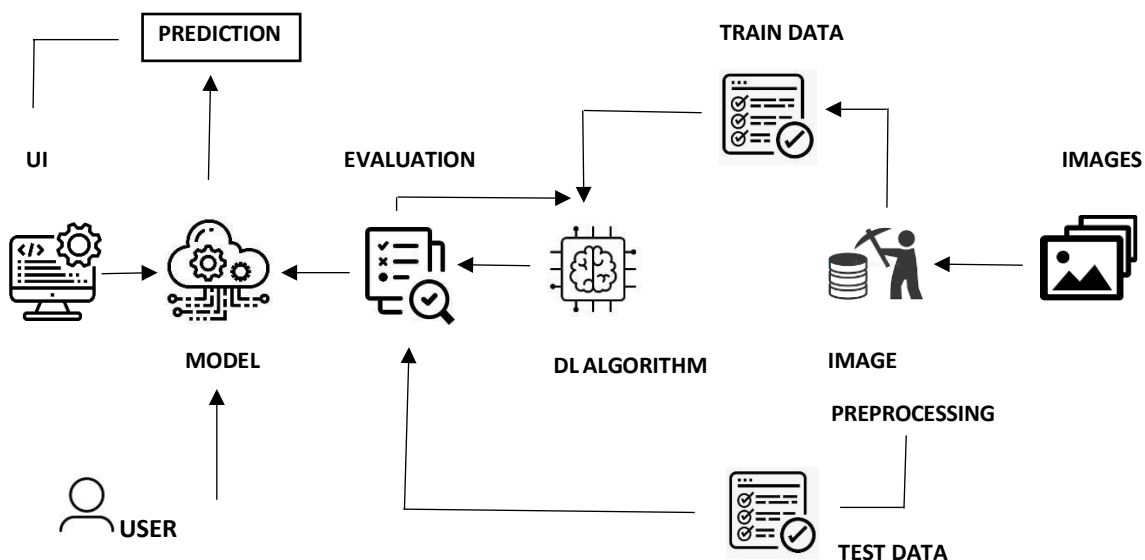 PREDICTION
TRAIN DATA
UI
EVALUATION
IMAGES
</>
MODEL
DL ALGORITHM
IMAGE
PREPROCESSING
USER
TEST DATA